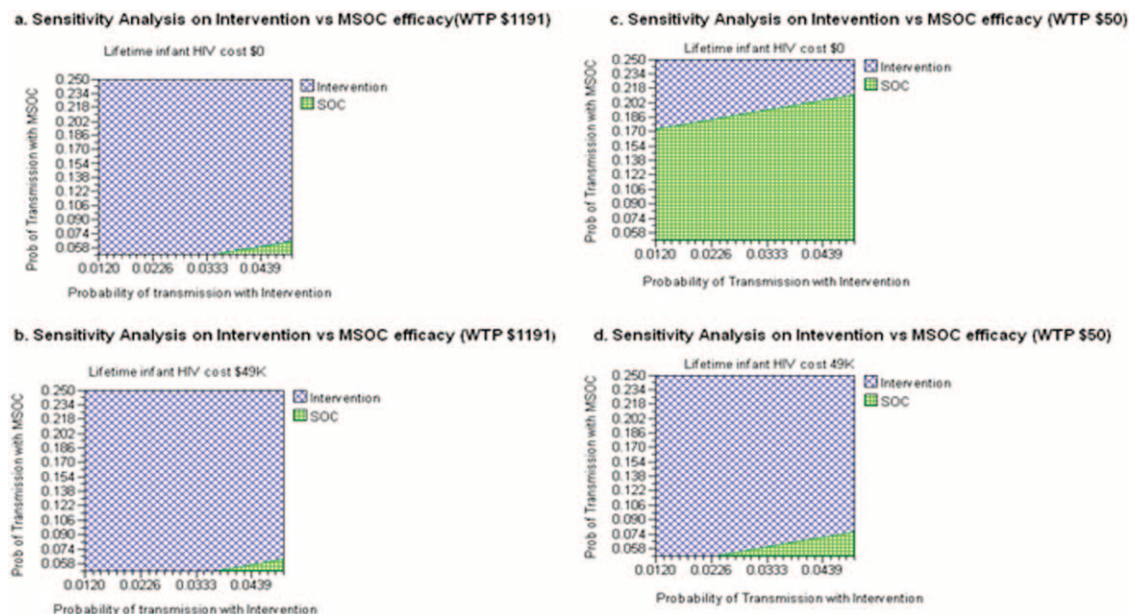 a. Sensitivity Analysis on Intervention vs MSOC efficacy(WTP $1191)
Lifetime infant HIV cost $0
Intervention
SOC
0.250
0.234
0.218
0.202
0.186
0.170
0.154
0.138
0.122
0.106
0.090
0.074
0.058
Prob of Transmission with MSOC
0.0120 0.0226 0.0333 0.0439
Probability of transmission with Intervention
b. Sensitivity Analysis on Intervention vs MSOC efficacy (WTP $1191)
Lifetime infant HIV cost $49K
Intervention
SOC
0.250
0.234
0.218
0.202
0.186
0.170
0.154
0.138
0.122
0.106
0.090
0.074
0.058
Prob of Transmission with MSOC
0.0120 0.0226 0.0333 0.0439
Probability of transmission with Intervention
c. Sensitivity Analysis on Intevention vs MSOC efficacy (WTP $50)
Lifetime infant HIV cost $0
Intervention
SOC
0.250
0.234
0.218
0.202
0.186
0.170
0.154
0.138
0.122
0.106
0.090
0.074
0.058
Prob of Transmission with MSOC
0.0120 0.0226 0.0333 0.0439
Probability of Transmission with Intervention
d. Sensitivity Analysis on Intevention vs MSOC efficacy (WTP $50)
Lifetime infant HIV cost 49K
Intervention
SOC
0.250
0.234
0.218
0.202
0.186
0.170
0.154
0.138
0.122
0.106
0.090
0.074
0.058
Prob of Transmission with MSOC
0.0120 0.0226 0.0333 0.0439
Probability of Transmission with Intervention